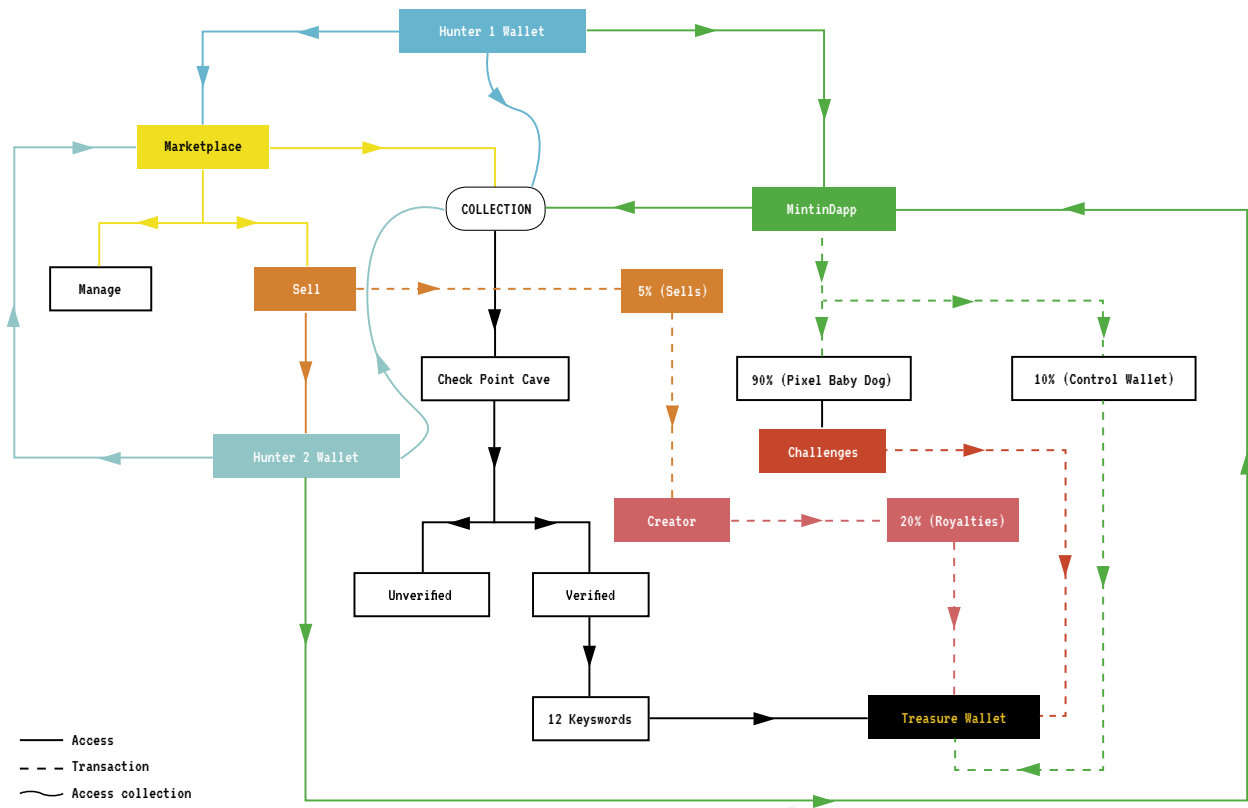 Hunter 1 Wallet
Marketplace
COLLECTION
MintinDapp
Manage
Sell
5% (Sells)
Check Point Cave
90% (Pixel Baby Dog)
10% (Control Wallet)
Hunter 2 Wallet
Challenges
Creator
20% (Royalties)
Unverified
Verified
12 Keyswords
Treasure Wallet
Access
Transaction
Access collection